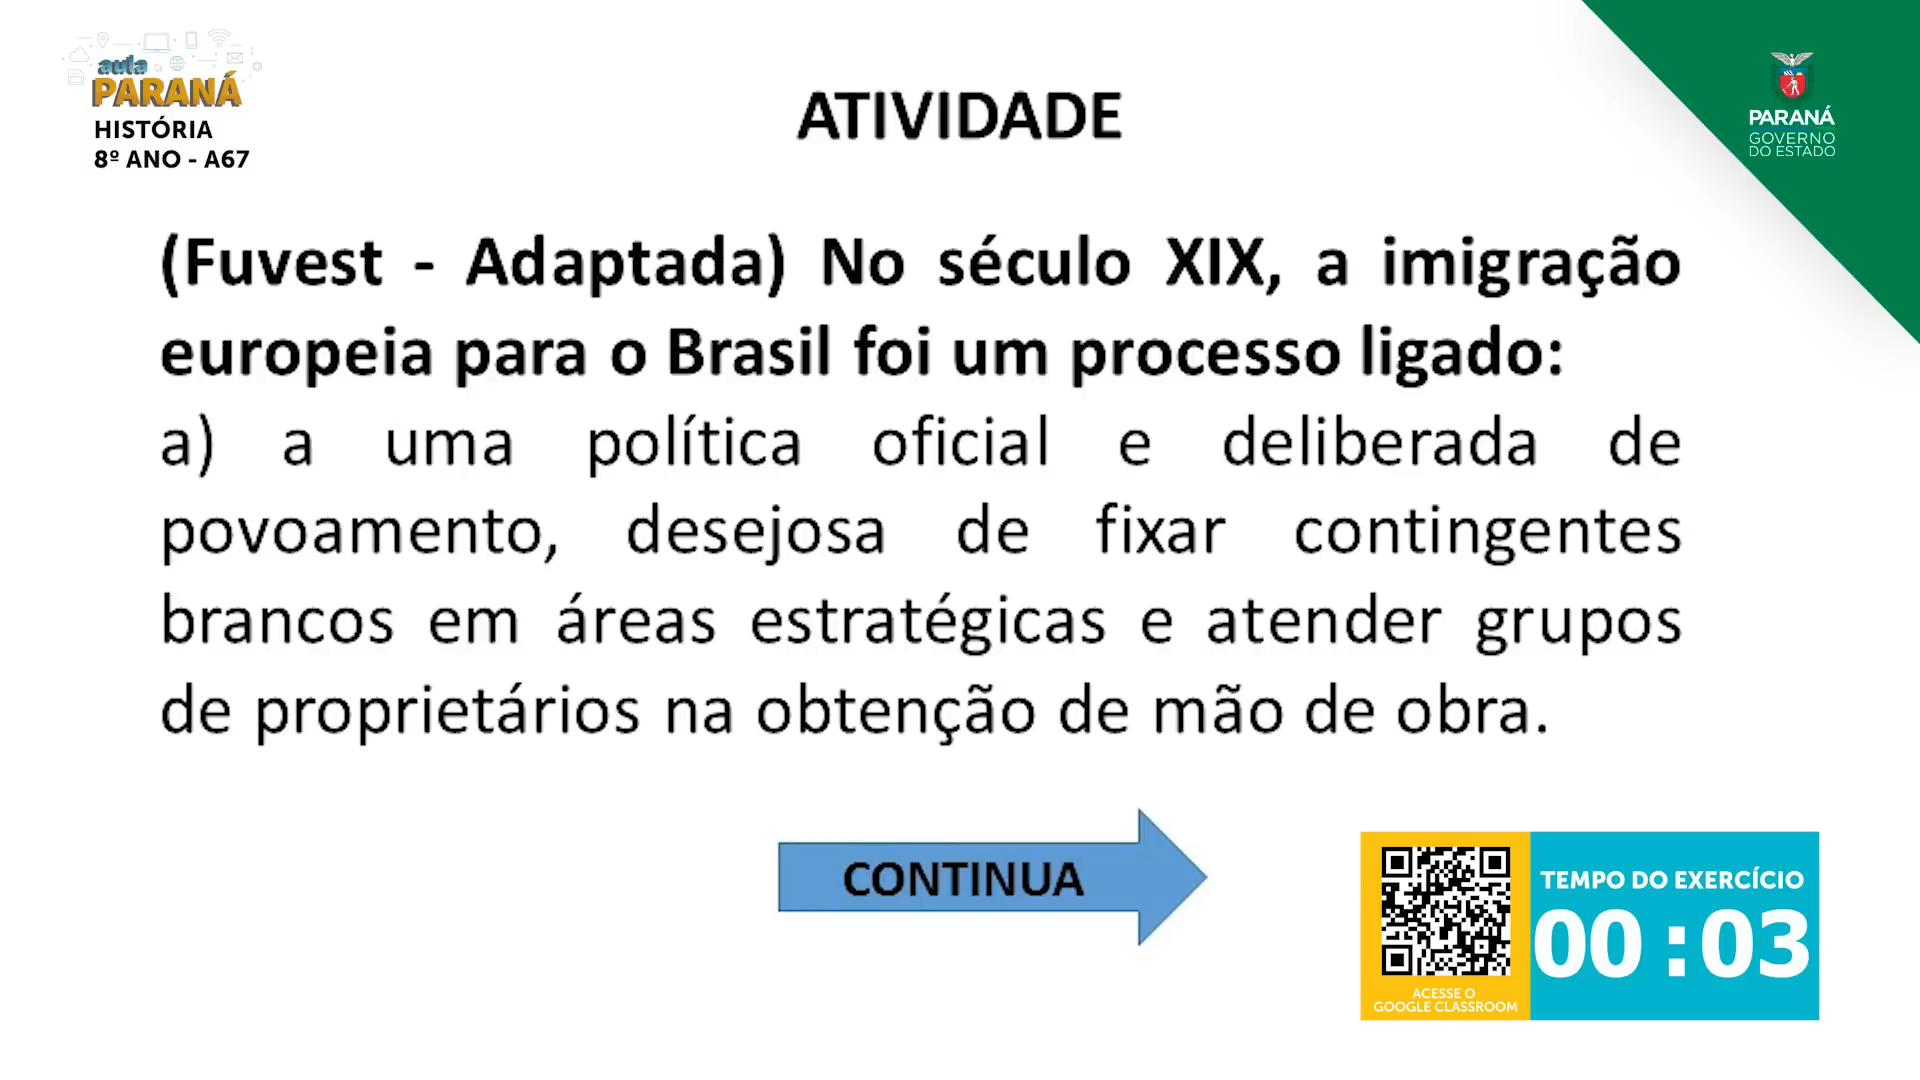 aula
PARANÁ
HISTÓRIA
8º ANO - A67
ATIVIDADE
PARANÁ
GOVERNO
DO ESTADO
(Fuvest - Adaptada) No século XIX, a imigração
europeia para o Brasil foi um processo ligado:
a) a uma política oficial e deliberada de
povoamento, desejosa de fixar contingentes
brancos em áreas estratégicas e atender grupos
de proprietários na obtenção de mão de obra.
CONTINUA
TEMPO DO EXERCÍCIO
00:03
ACESSE O
GOOGLE CLASSROOM